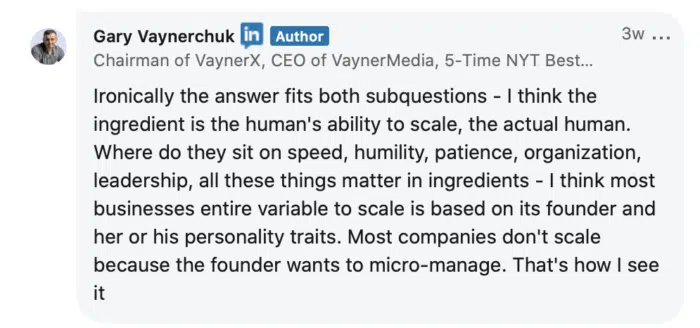 Gary Vaynerchuk in Author 3w ...
Chairman of VaynerX, CEO of VaynerMedia, 5-Time NYT Best...
Ironically the answer fits both subquestions - I think the
ingredient is the human's ability to scale, the actual human.
Where do they sit on speed, humility, patience, organization,
leadership, all these things matter in ingredients - I think most
businesses entire variable to scale is based on its founder and
her or his personality traits. Most companies don't scale
because the founder wants to micro-manage. That's how I see
it